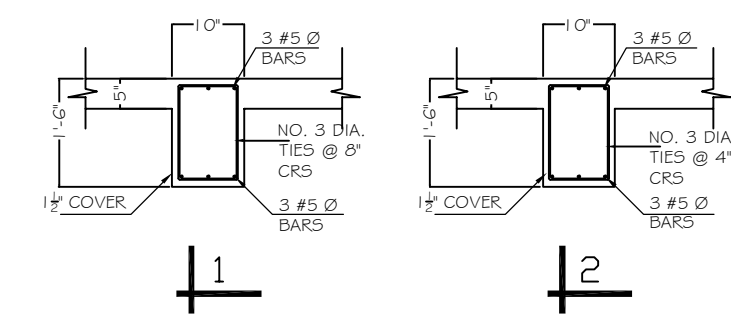 10"
3 #5 Ø
BARS
5"
1'-6"
NO. 3 DIA.
TIES @ 8"
CRS
1½" COVER
3 #5 Ø
BARS
1
10"
3 #5 Ø
BARS
5"
1'-6"
NO. 3 DIA
TIES @ 4"
CRS
1½" COVER
3 #5 Ø
BARS
2